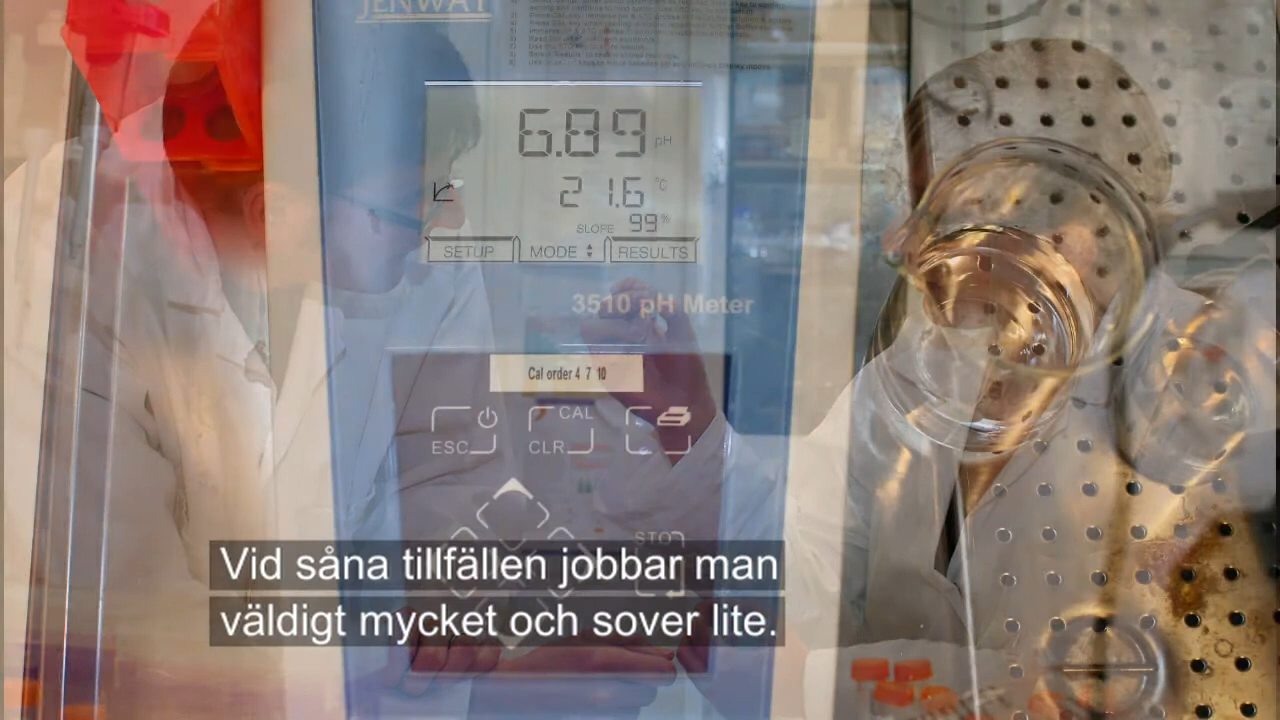 JENWAY
6.89 pH
21.6 °C
SLOPE 99%
SETUP MODE RESULTS
3510 pH Meter
Cal order 4 7 10
ESC CAL CLR
STO
Vid såna tillfällen jobbar man
väldigt mycket och sover lite.